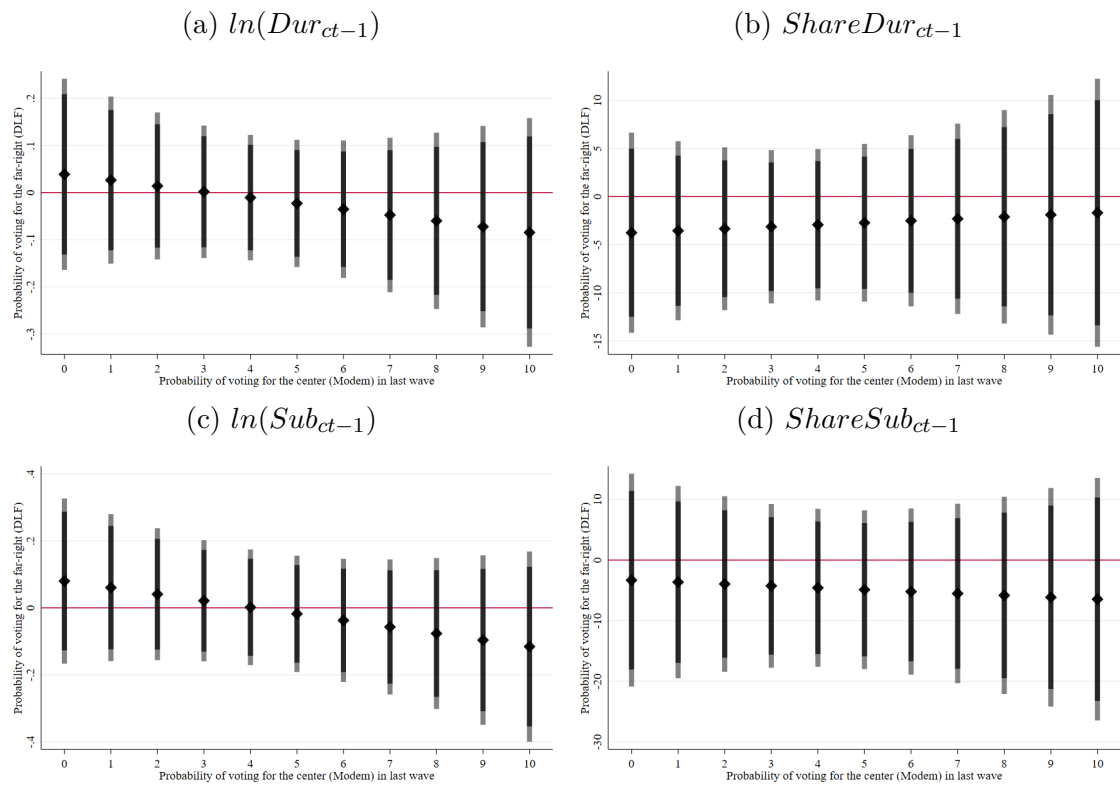 (a) ln(Dur_{ct−1})
Probability of voting for the far-right (DLF)
.2
.1
0
-.1
-.2
-.3
0 1 2 3 4 5 6 7 8 9 10
Probability of voting for the center (Modem) in last wave
(b) ShareDur_{ct−1}
Probability of voting for the far-right (DLF)
10
5
0
-5
-10
-15
0 1 2 3 4 5 6 7 8 9 10
Probability of voting for the center (Modem) in last wave
(c) ln(Sub_{ct−1})
Probability of voting for the far-right (DLF)
.4
.2
0
-.2
-.4
0 1 2 3 4 5 6 7 8 9 10
Probability of voting for the center (Modem) in last wave
(d) ShareSub_{ct−1}
Probability of voting for the far-right (DLF)
10
0
-10
-20
-30
0 1 2 3 4 5 6 7 8 9 10
Probability of voting for the center (Modem) in last wave